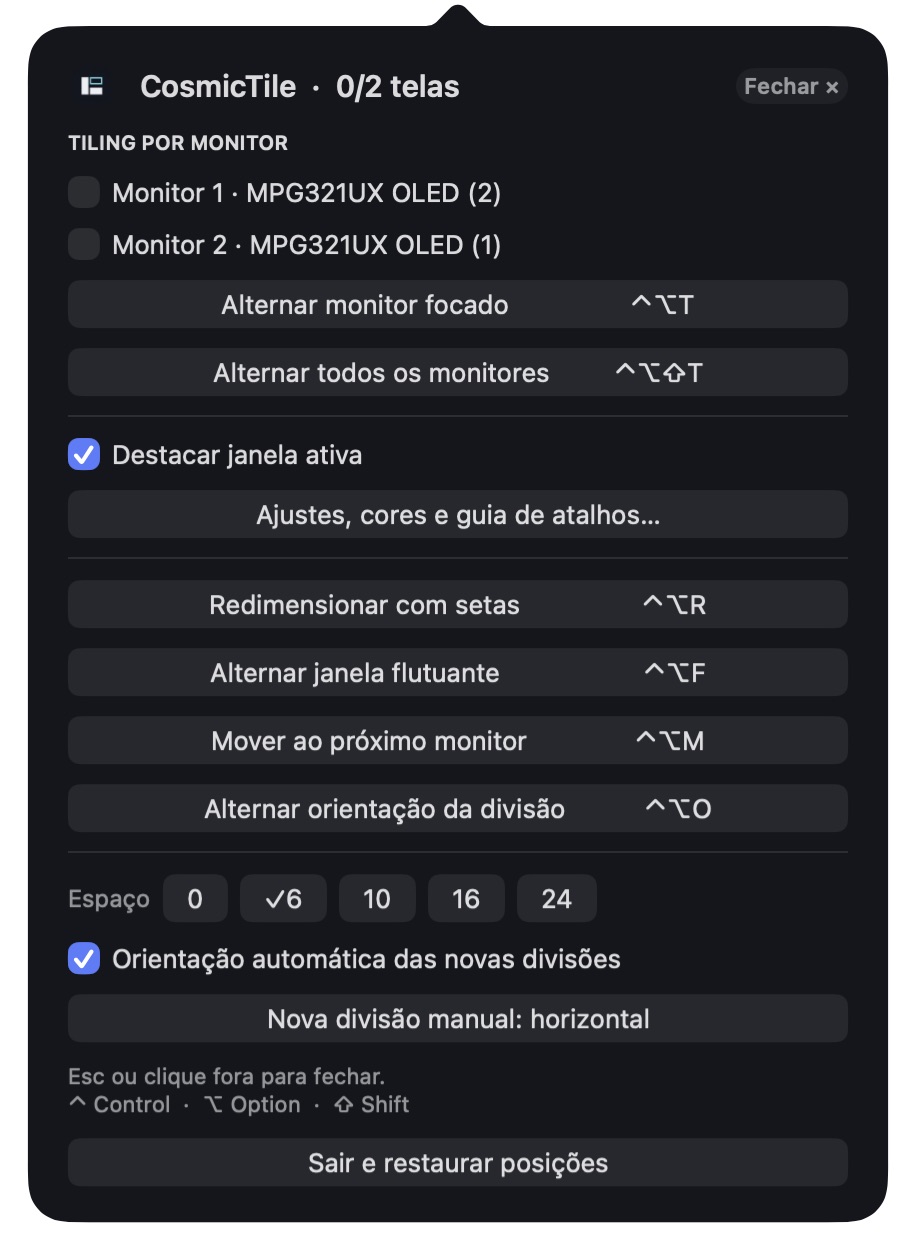 CosmicTile · 0/2 telas
Fechar ×
TILING POR MONITOR
Monitor 1 · MPG321UX OLED (2)
Monitor 2 · MPG321UX OLED (1)
Alternar monitor focado ⌃⌥T
Alternar todos os monitores ⌃⌥⇧T
Destacar janela ativa
Ajustes, cores e guia de atalhos...
Redimensionar com setas ⌃⌥R
Alternar janela flutuante ⌃⌥F
Mover ao próximo monitor ⌃⌥M
Alternar orientação da divisão ⌃⌥O
Espaço 0 ✓6 10 16 24
Orientação automática das novas divisões
Nova divisão manual: horizontal
Esc ou clique fora para fechar.
⌃ Control · ⌥ Option · ⇧ Shift
Sair e restaurar posições